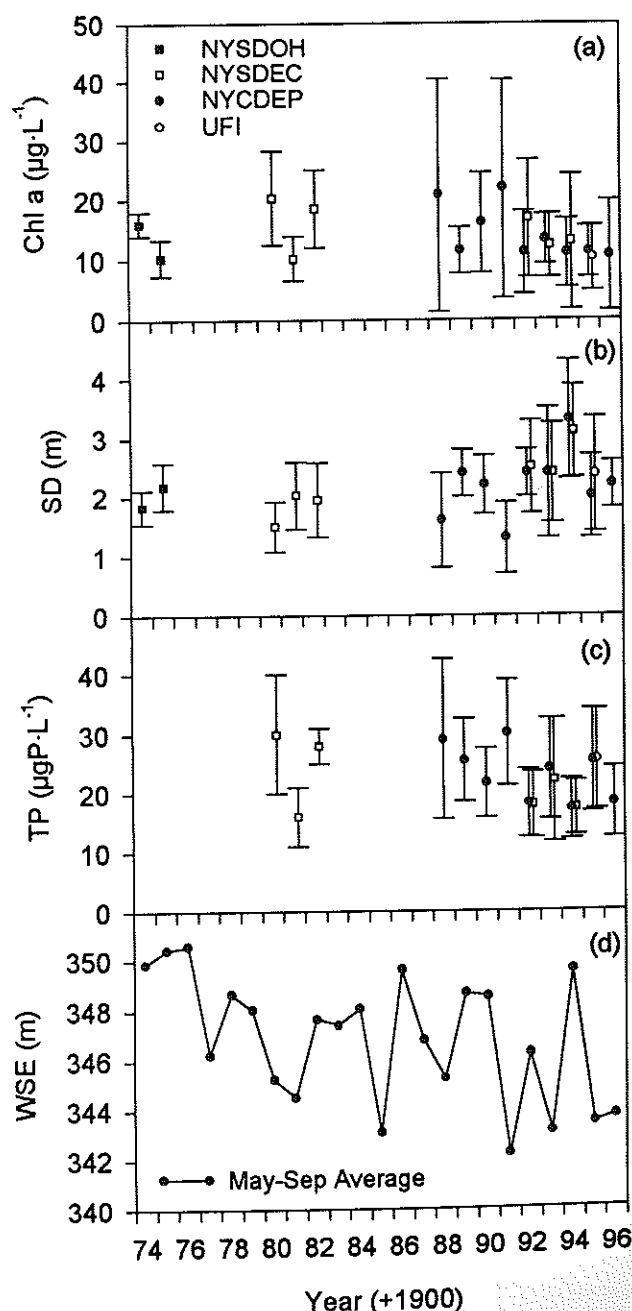 50
40
30
20
10
0
Chl a (µg·L⁻¹)
(a)
NYSDOH
NYSDEC
NYCDEP
UFI
4
3
2
1
0
SD (m)
(b)
40
30
20
10
0
TP (µgP·L⁻¹)
(c)
350
348
346
344
342
340
WSE (m)
(d)
May-Sep Average
74 76 78 80 82 84 86 88 90 92 94 96
Year (+1900)